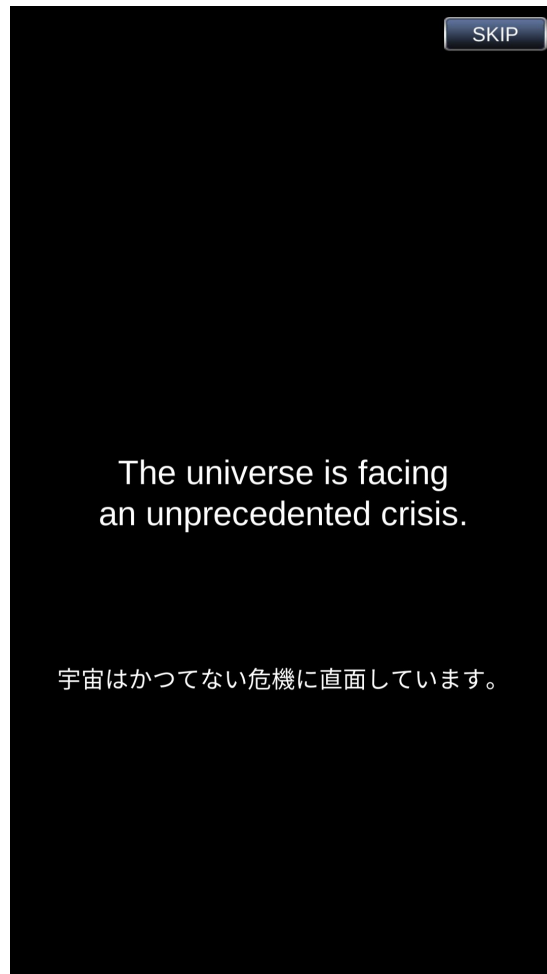 SKIP
The universe is facing
an unprecedented crisis.
宇宙はかつてない危機に直面しています。